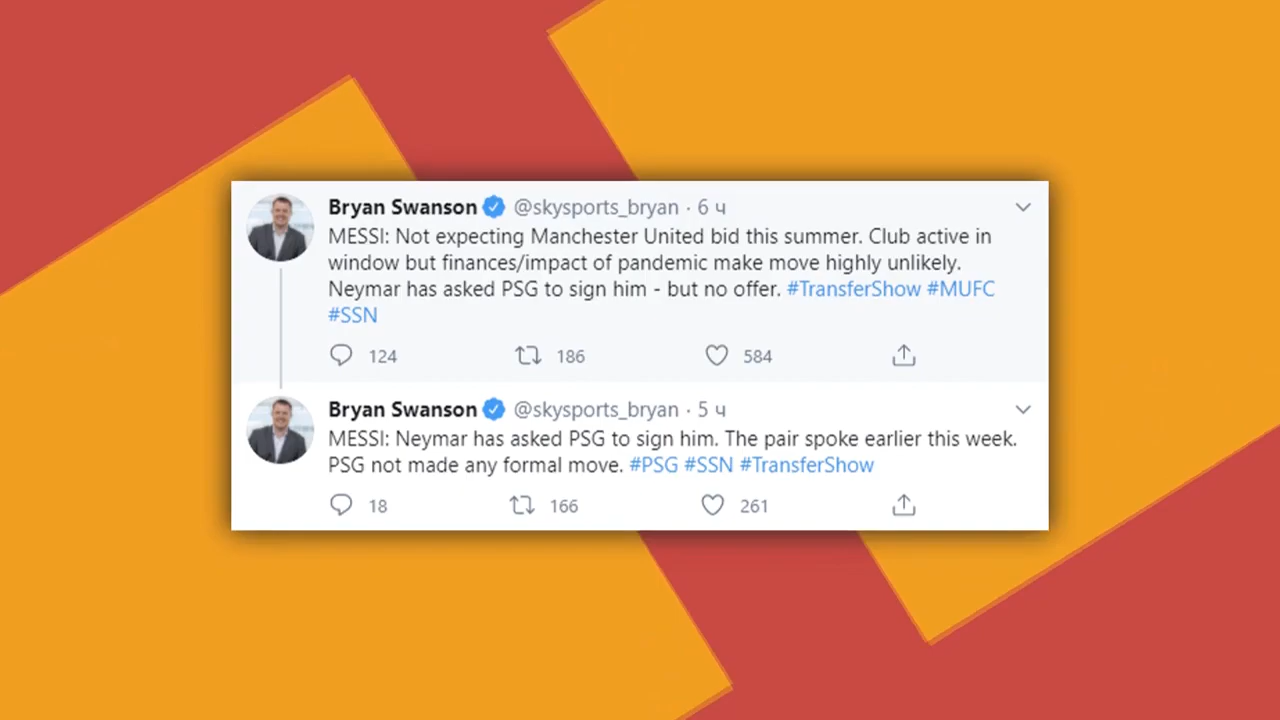 Bryan Swanson @skysports_bryan · 6 ч
MESSI: Not expecting Manchester United bid this summer. Club active in
window but finances/impact of pandemic make move highly unlikely.
Neymar has asked PSG to sign him - but no offer. #TransferShow #MUFC
#SSN
124 186 584
Bryan Swanson @skysports_bryan · 5 ч
MESSI: Neymar has asked PSG to sign him. The pair spoke earlier this week.
PSG not made any formal move. #PSG #SSN #TransferShow
18 166 261